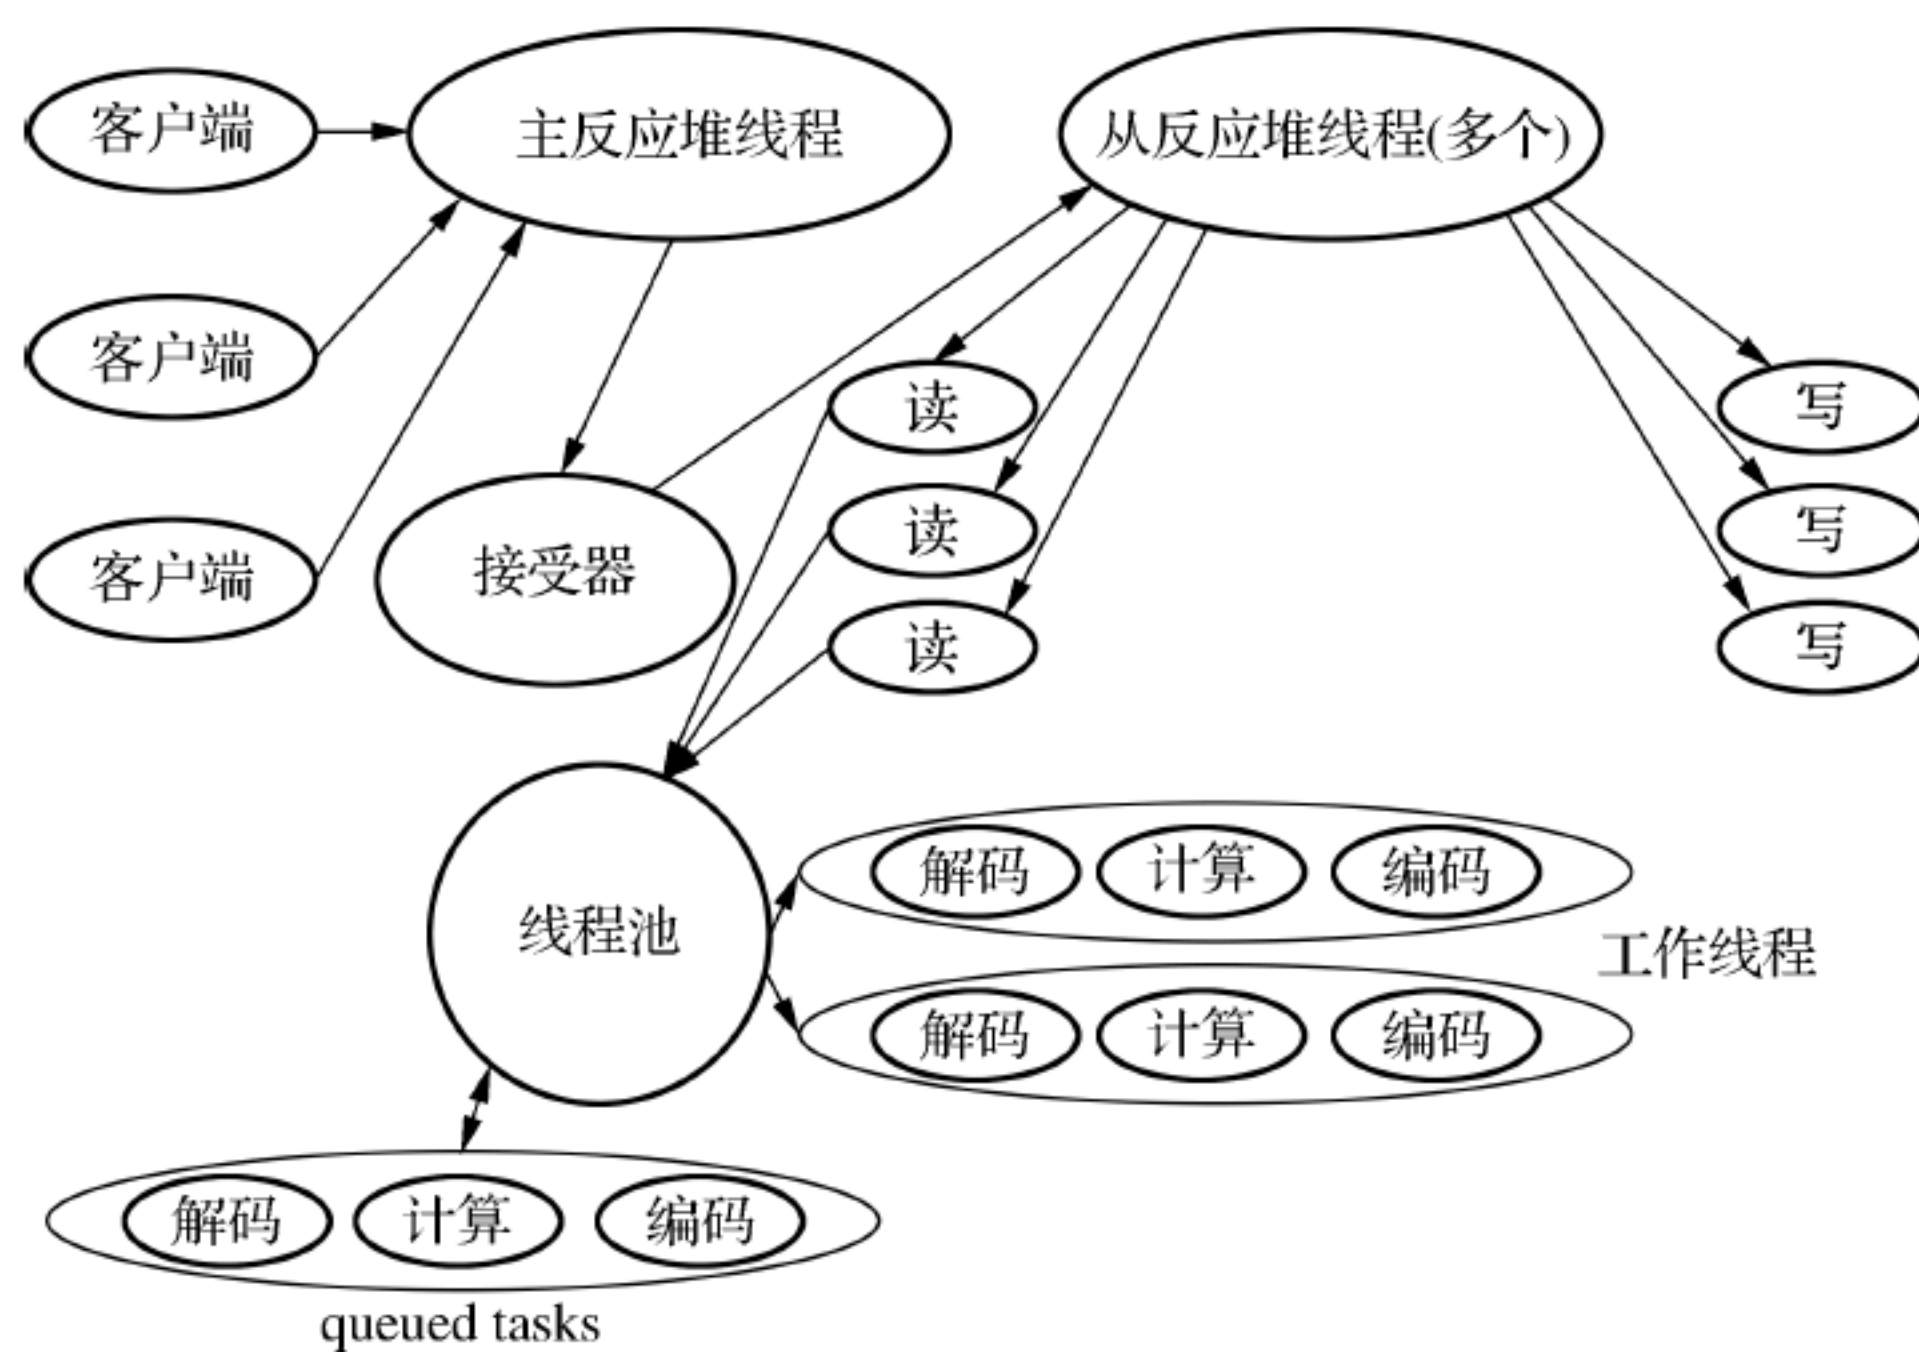 客户端
主反应堆线程
从反应堆线程(多个)
客户端
读
写
读
写
客户端
接受器
读
写
解码
计算
编码
线程池
工作线程
解码
计算
编码
解码
计算
编码
queued tasks